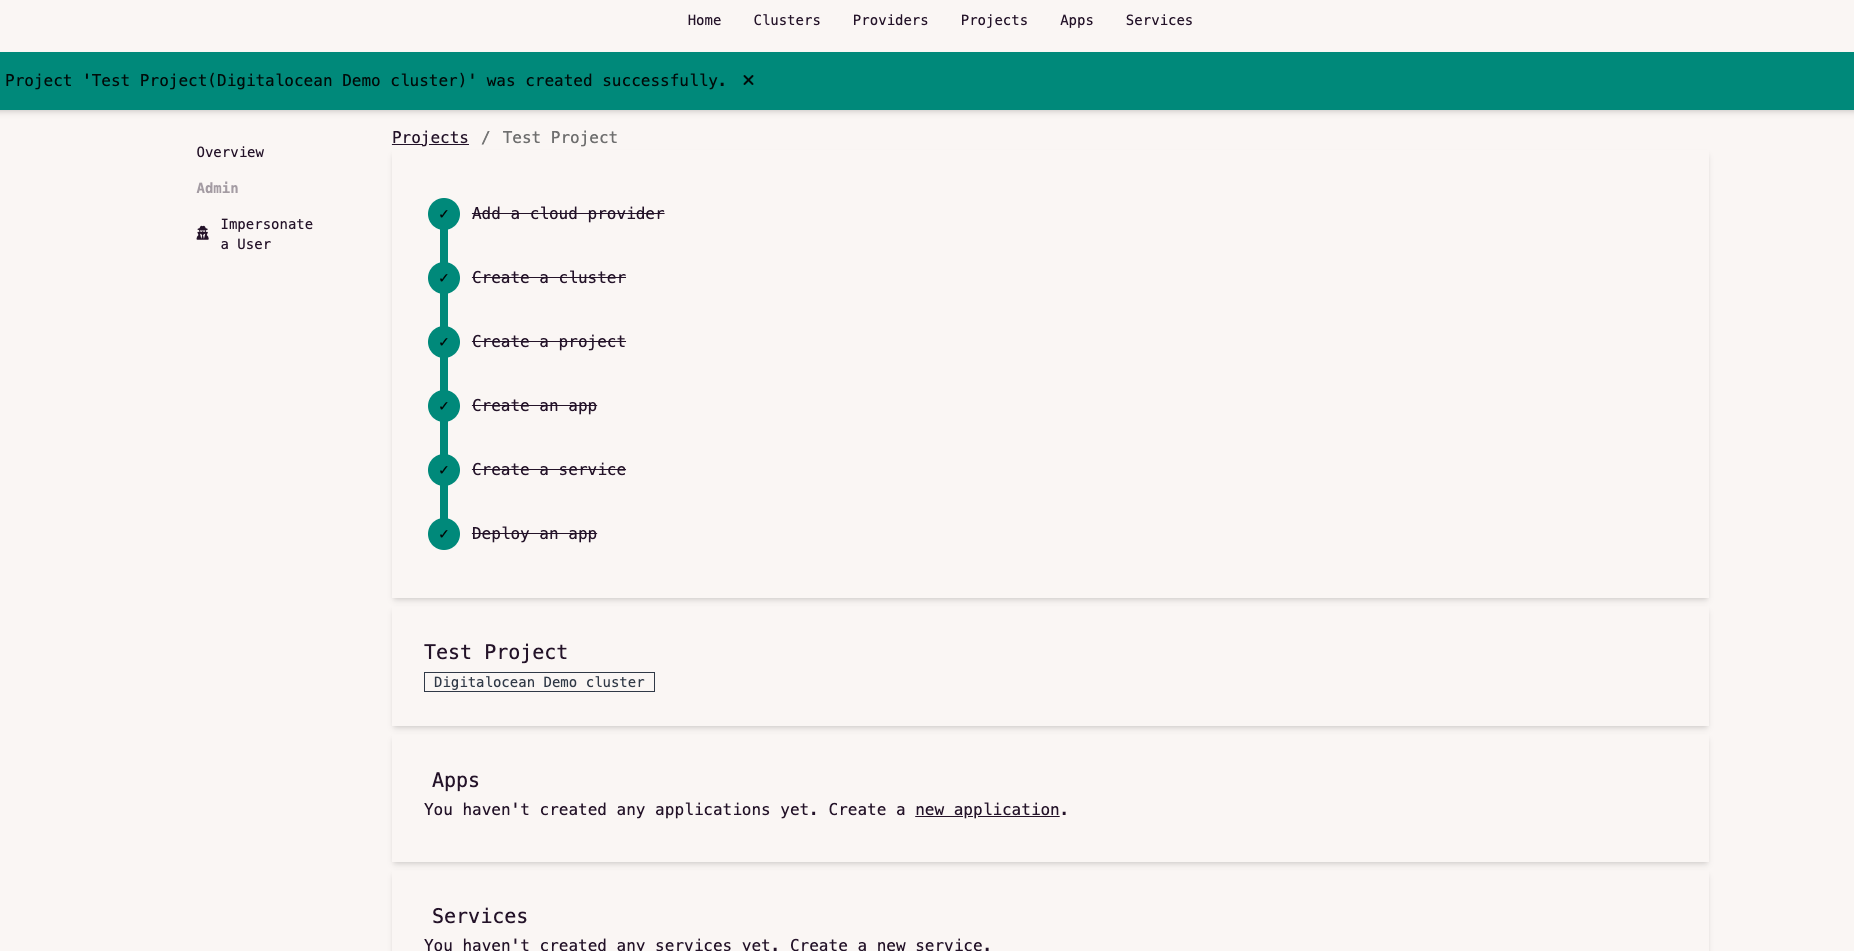 Home Clusters Providers Projects Apps Services
Project 'Test Project(Digitalocean Demo cluster)' was created successfully. ✕
Projects / Test Project
Overview
Admin
Impersonate
a User
✓ Add a cloud provider
✓ Create a cluster
✓ Create a project
✓ Create an app
✓ Create a service
✓ Deploy an app
Test Project
Digitalocean Demo cluster
Apps
You haven't created any applications yet. Create a new application.
Services
You haven't created any services yet. Create a new service.